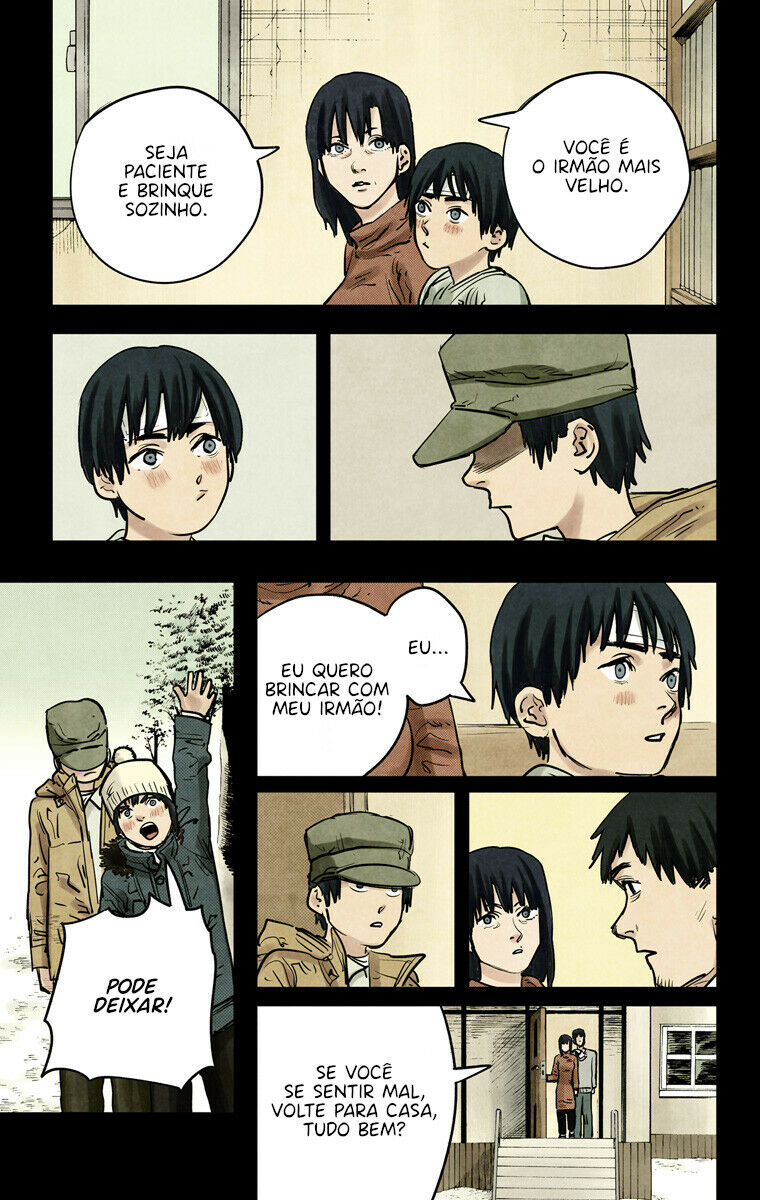 VOCÊ É
O IRMÃO MAIS
VELHO.
SEJA
PACIENTE
E BRINQUE
SOZINHO.
EU...
EU QUERO
BRINCAR COM
MEU IRMÃO!
SE VOCÊ
SE SENTIR MAL,
VOLTE PARA CASA,
TUDO BEM?
PODE
DEIXAR!